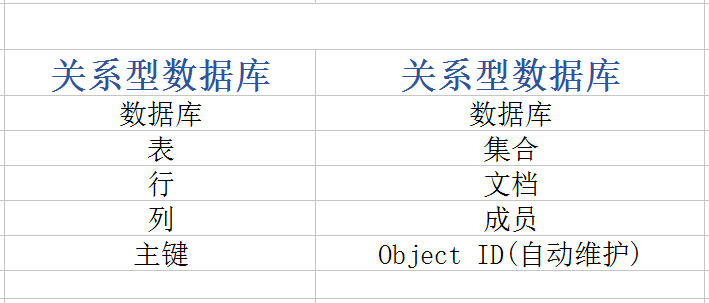 关系型数据库 关系型数据库
数据库 数据库
表 集合
行 文档
列 成员
主键 Object ID(自动维护)